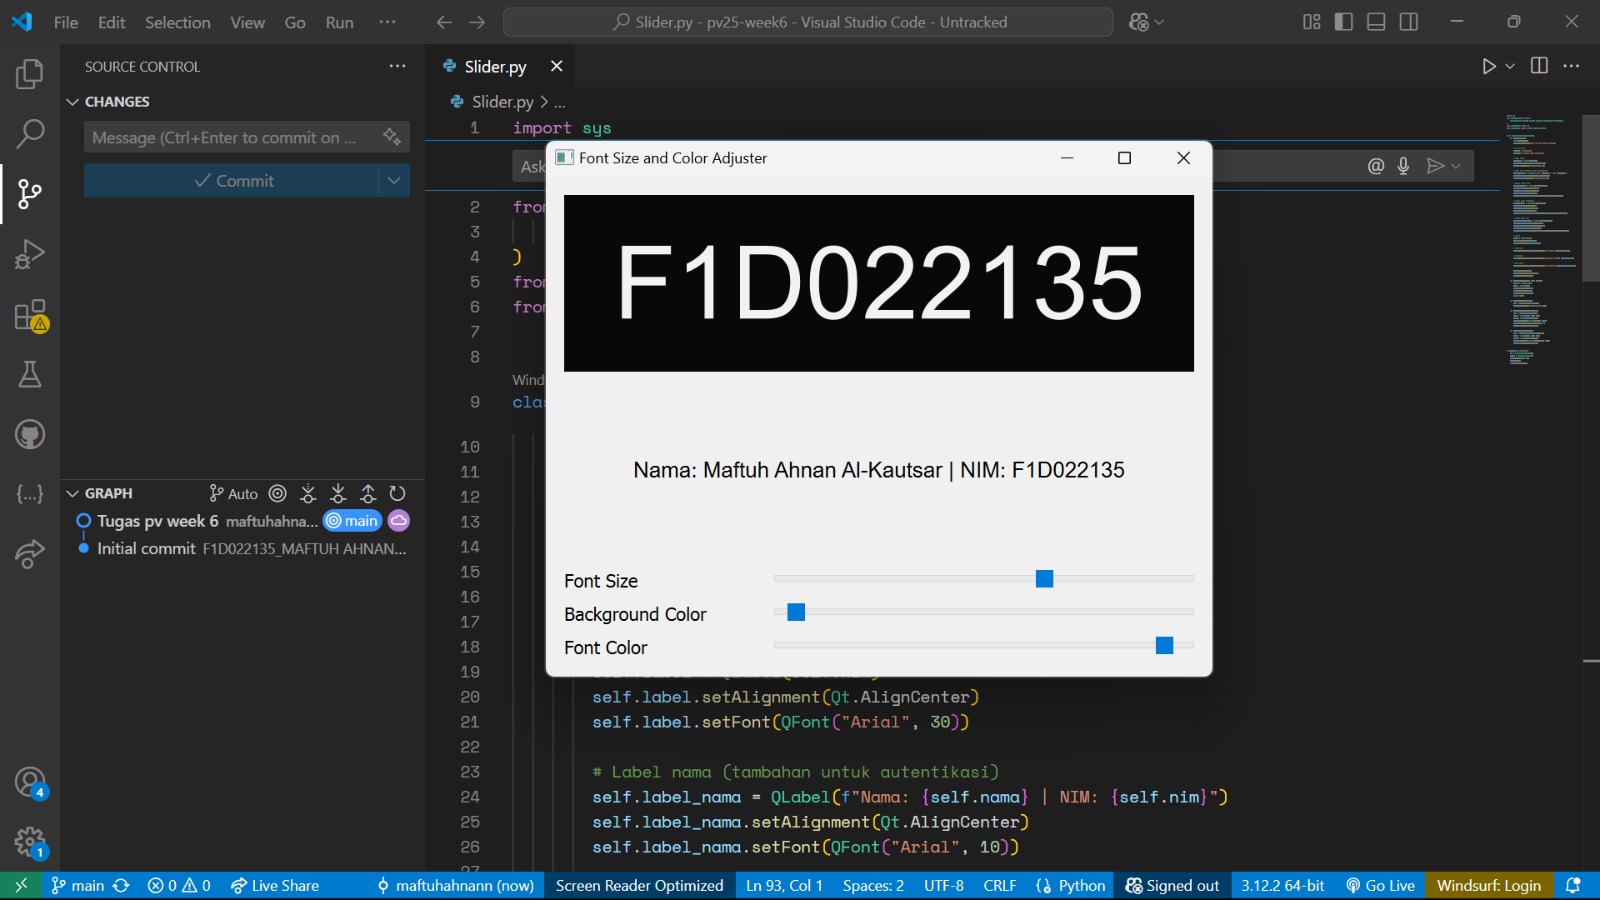 File Edit Selection View Go Run ···
Slider.py - pv25-week6 - Visual Studio Code - Untracked
SOURCE CONTROL
CHANGES
Message (Ctrl+Enter to commit on ...
Commit
GRAPH
Auto
Tugas pv week 6 maftuhahna... main
Initial commit F1D022135_MAFTUH AHNAN...
4
1
Slider.py
Slider.py > ...
1 import sys
Ask
2 from
3
4 )
5 from
6 from
7
8
Wind
9 clas
10
11
12
13
14
15
16
17
18
19
20 self.label.setAlignment(Qt.AlignCenter)
21 self.label.setFont(QFont("Arial", 30))
22
23 # Label nama (tambahan untuk autentikasi)
24 self.label_nama = QLabel(f"Nama: {self.nama} | NIM: {self.nim}")
25 self.label_nama.setAlignment(Qt.AlignCenter)
26 self.label_nama.setFont(QFont("Arial", 10))
Font Size and Color Adjuster
F1D022135
Nama: Maftuh Ahnan Al-Kautsar | NIM: F1D022135
Font Size
Background Color
Font Color
main 0 0 Live Share maftuhahnann (now) Screen Reader Optimized Ln 93, Col 1 Spaces: 2 UTF-8 CRLF {} Python Signed out 3.12.2 64-bit Go Live Windsurf: Login